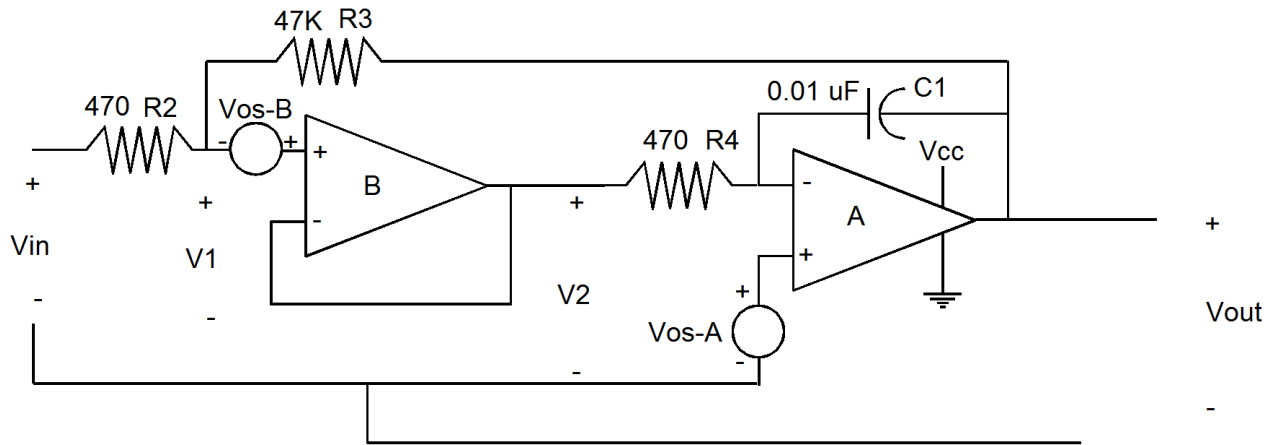 47K R3
470 R2
Vos-B
0.01 uF C1
470 R4
Vcc
- +
+
B
-
-
A
+
+
Vin
-
+
V1
-
+
V2
-
+
Vos-A
-
+
Vout
-